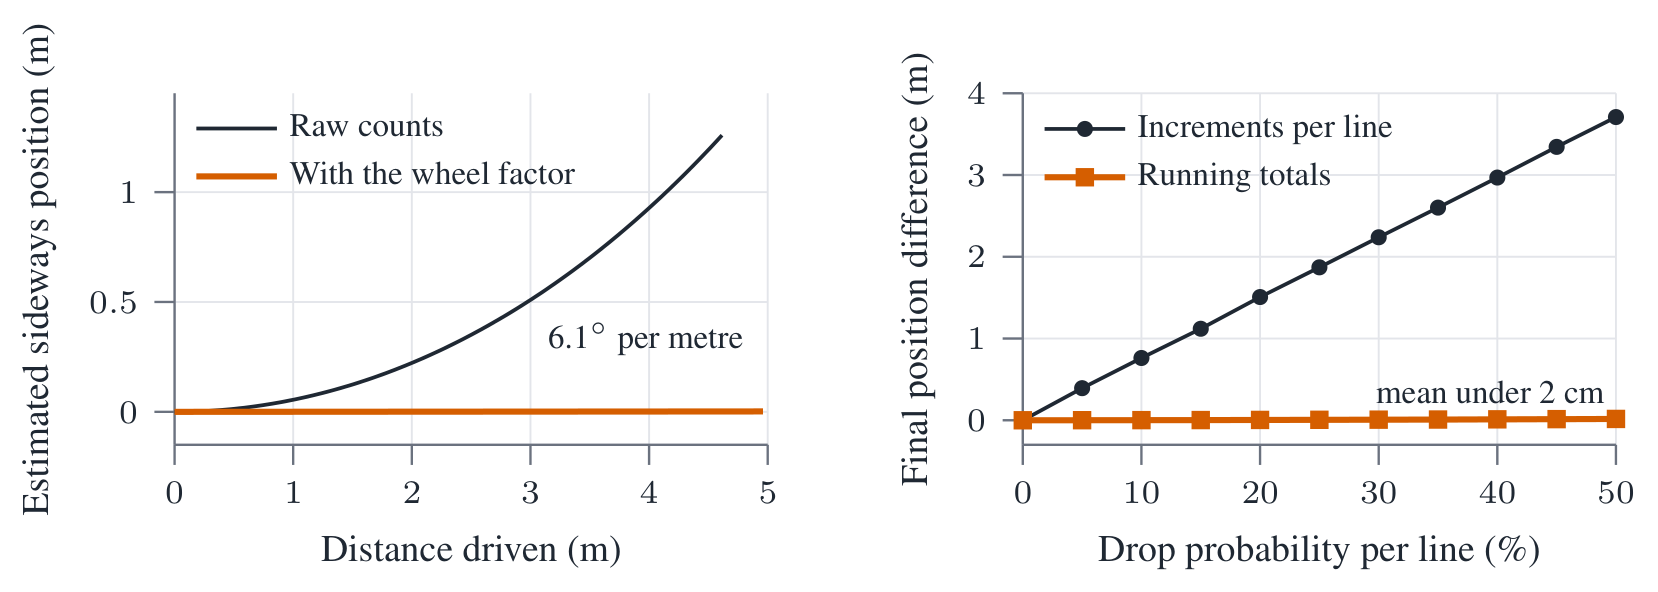 Estimated sideways position (m)
Raw counts
With the wheel factor
1
0.5
0
6.1° per metre
0 1 2 3 4 5
Distance driven (m)
Final position difference (m)
4
3
2
1
0
Increments per line
Running totals
mean under 2 cm
0 10 20 30 40 50
Drop probability per line (%)